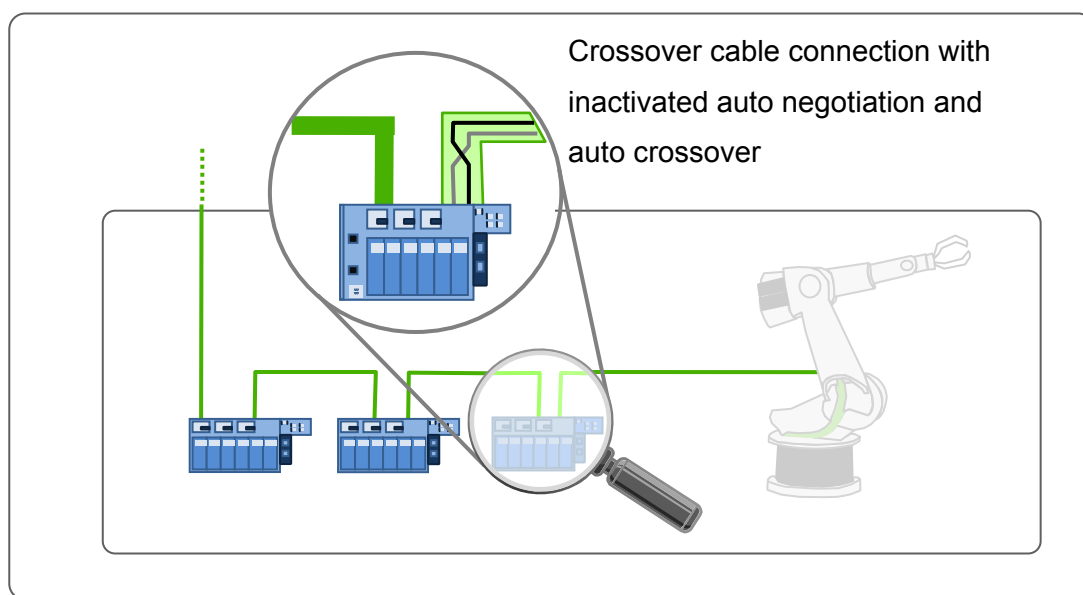 Crossover cable connection with
inactivated auto negotiation and
auto crossover